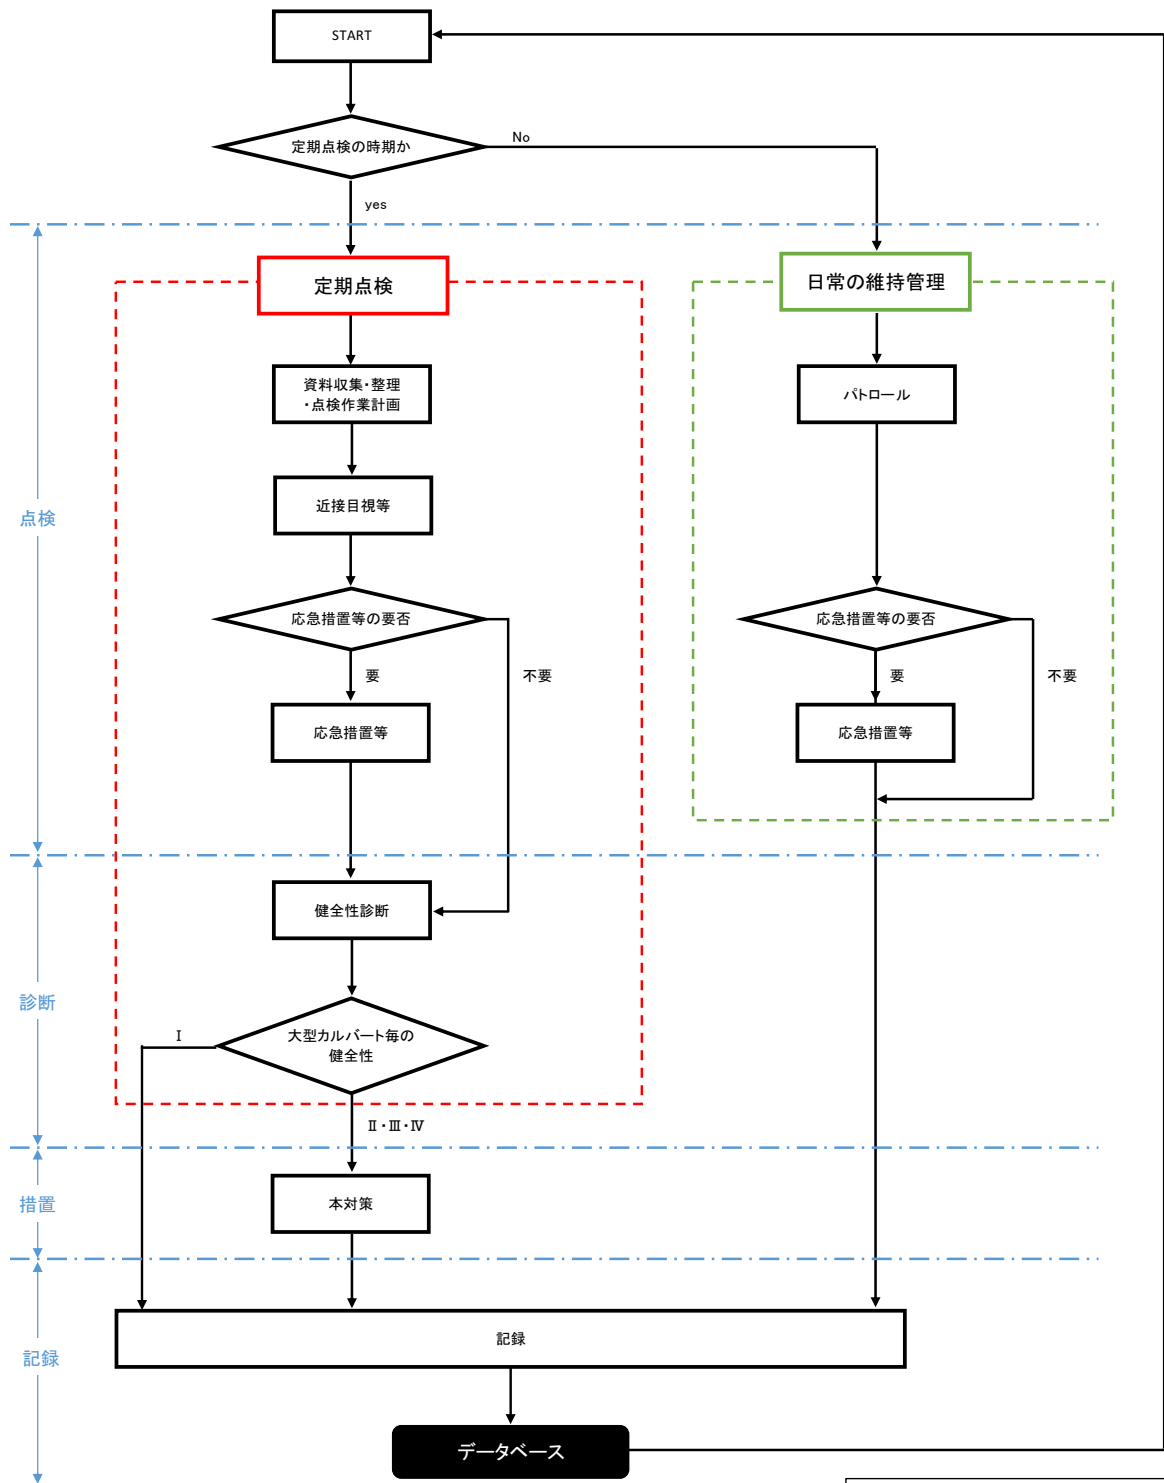 START
定期点検の時期か
No
yes
定期点検
日常の維持管理
資料収集・整理
・点検作業計画
パトロール
近接目視等
点検
応急措置等の要否
応急措置等の要否
要
不要
要
不要
応急措置等
応急措置等
健全性診断
診断
大型カルバート毎の
健全性
Ⅰ
Ⅱ・Ⅲ・Ⅳ
措置
本対策
記録
記録
データベース